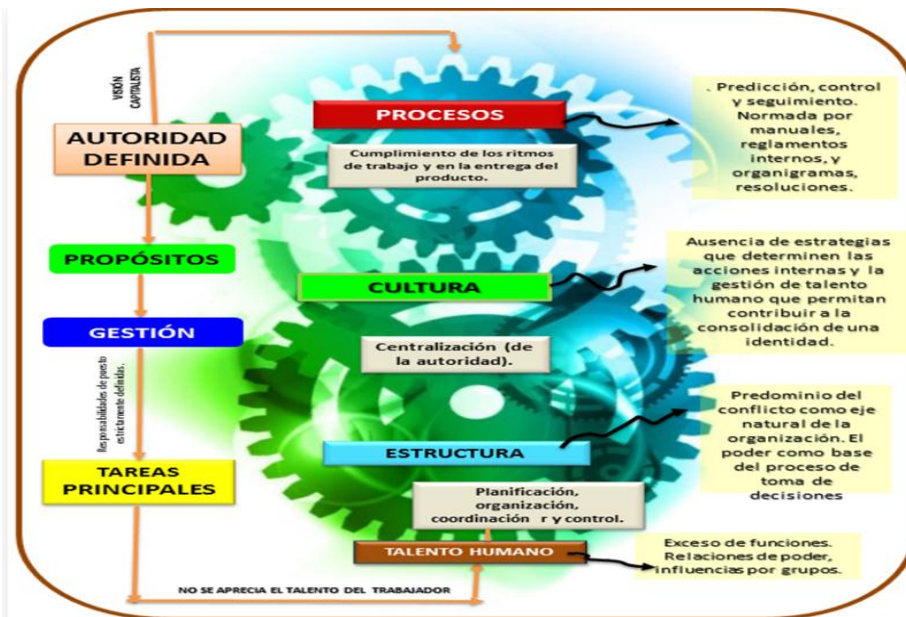 VISIÓN
CAPITALISTA
AUTORIDAD
DEFINIDA
PROPÓSITOS
GESTIÓN
Responsabilidades de puesto
estrictamente definidas.
TAREAS
PRINCIPALES
NO SE APRECIA EL TALENTO DEL TRABAJADOR
PROCESOS
Cumplimiento de los ritmos
de trabajo y en la entrega del
producto.
. Predicción, control
y seguimiento.
Normada por
manuales,
reglamentos
internos, y
organigramas,
resoluciones.
CULTURA
Centralización (de
la autoridad).
Ausencia de estrategias
que determinen las
acciones internas y la
gestión de talento
humano que permitan
contribuir a la
consolidación de una
identidad.
ESTRUCTURA
Planificación,
organización,
coordinación r y control.
Predominio del
conflicto como eje
natural de la
organización. El
poder como base
del proceso de
toma de
decisiones
TALENTO HUMANO
Exceso de funciones.
Relaciones de poder,
influencias por grupos.